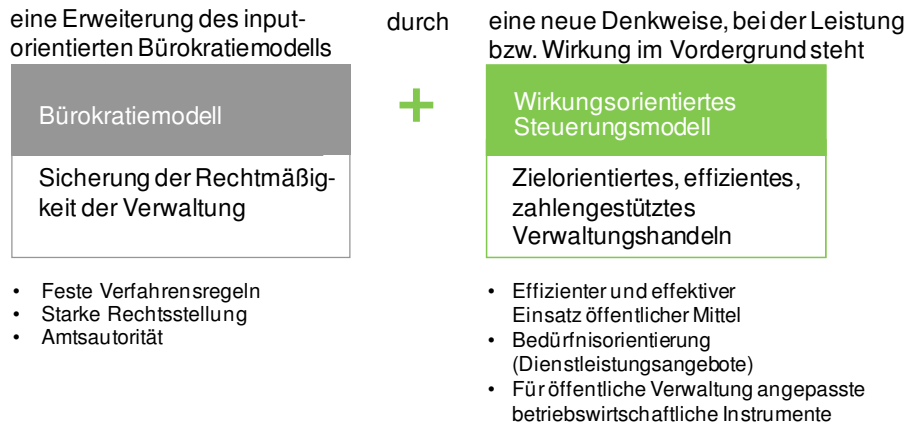 eine Erweiterung des input-
orientierten Bürokratiemodells
durch
eine neue Denkweise, bei der Leistung
bzw. Wirkung im Vordergrund steht
Bürokratiemodell
Sicherung der Rechtmäßig-
keit der Verwaltung
• Feste Verfahrensregeln
• Starke Rechtsstellung
• Amtsautorität
+
Wirkungsorientiertes
Steuerungsmodell
Zielorientiertes, effizientes,
zahlengestütztes
Verwaltungshandeln
• Effizienter und effektiver
Einsatz öffentlicher Mittel
• Bedürfnisorientierung
(Dienstleistungsangebote)
• Für öffentliche Verwaltung angepasste
betriebswirtschaftliche Instrumente